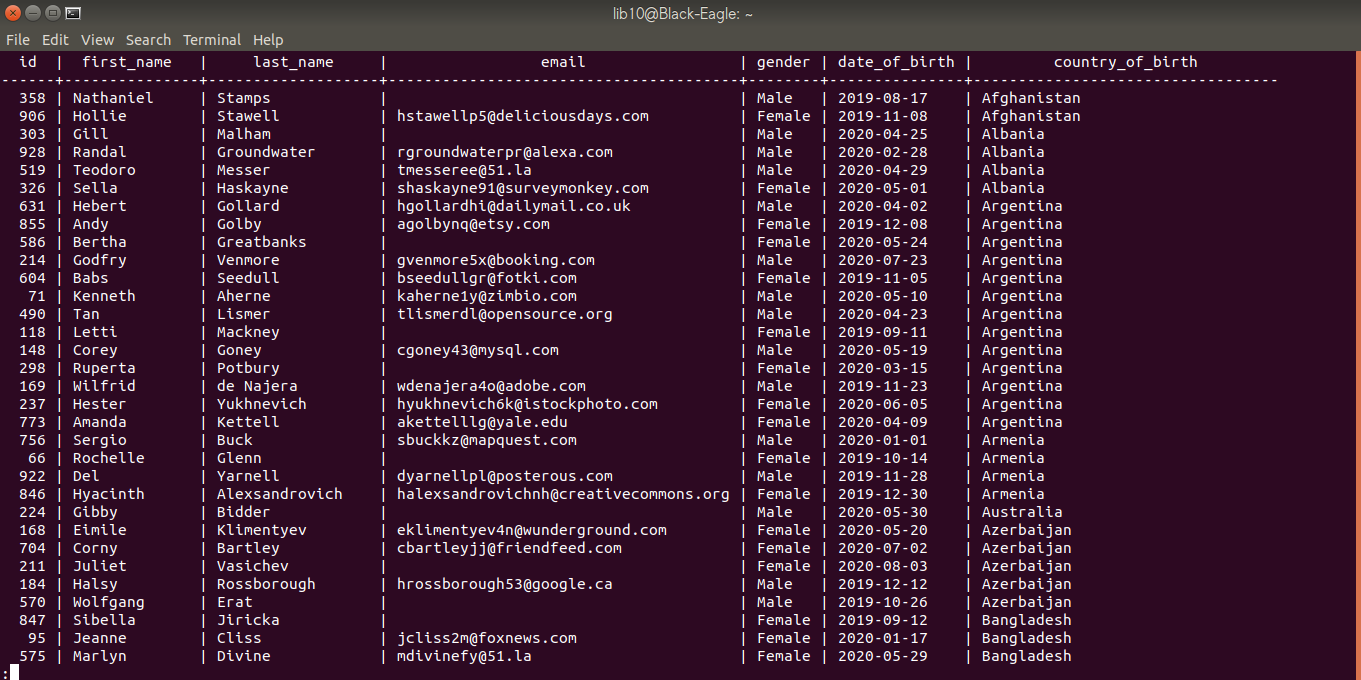 lib10@Black-Eagle: ~
File Edit View Search Terminal Help
  id  |  first_name   |     last_name     |                 email                 | gender | date_of_birth |         country_of_birth
------+---------------+-------------------+---------------------------------------+--------+---------------+----------------------------------
  358 | Nathaniel     | Stamps            |                                       | Male   | 2019-08-17    | Afghanistan
  906 | Hollie        | Stawell           | hstawellp5@deliciousdays.com          | Female | 2019-11-08    | Afghanistan
  303 | Gill          | Malham            |                                       | Male   | 2020-04-25    | Albania
  928 | Randal        | Groundwater       | rgroundwaterpr@alexa.com              | Male   | 2020-02-28    | Albania
  519 | Teodoro       | Messer            | tmesseree@51.la                       | Male   | 2020-04-29    | Albania
  326 | Sella         | Haskayne          | shaskayne91@surveymonkey.com          | Female | 2020-05-01    | Albania
  631 | Hebert        | Gollard           | hgollardhi@dailymail.co.uk            | Male   | 2020-04-02    | Argentina
  855 | Andy          | Golby             | agolbynq@etsy.com                     | Female | 2019-12-08    | Argentina
  586 | Bertha        | Greatbanks        |                                       | Female | 2020-05-24    | Argentina
  214 | Godfry        | Venmore           | gvenmore5x@booking.com                | Male   | 2020-07-23    | Argentina
  604 | Babs          | Seedull           | bseedullgr@fotki.com                  | Female | 2019-11-05    | Argentina
   71 | Kenneth       | Aherne            | kaherne1y@zimbio.com                  | Male   | 2020-05-10    | Argentina
  490 | Tan           | Lismer            | tlismerdl@opensource.org              | Male   | 2020-04-23    | Argentina
  118 | Letti         | Mackney           |                                       | Female | 2019-09-11    | Argentina
  148 | Corey         | Goney             | cgoney43@mysql.com                    | Male   | 2020-05-19    | Argentina
  298 | Ruperta       | Potbury           |                                       | Female | 2020-03-15    | Argentina
  169 | Wilfrid       | de Najera         | wdenajera4o@adobe.com                 | Male   | 2019-11-23    | Argentina
  237 | Hester        | Yukhnevich        | hyukhnevich6k@istockphoto.com         | Female | 2020-06-05    | Argentina
  773 | Amanda        | Kettell           | akettelllg@yale.edu                   | Female | 2020-04-09    | Argentina
  756 | Sergio        | Buck              | sbuckkz@mapquest.com                  | Male   | 2020-01-01    | Armenia
   66 | Rochelle      | Glenn             |                                       | Female | 2019-10-14    | Armenia
  922 | Del           | Yarnell           | dyarnellpl@posterous.com              | Male   | 2019-11-28    | Armenia
  846 | Hyacinth      | Alexsandrovich    | halexsandrovichnh@creativecommons.org | Female | 2019-12-30    | Armenia
  224 | Gibby         | Bidder            |                                       | Male   | 2020-05-30    | Australia
  168 | Eimile        | Klimentyev        | eklimentyev4n@wunderground.com        | Female | 2020-05-20    | Azerbaijan
  704 | Corny         | Bartley           | cbartleyjj@friendfeed.com             | Female | 2020-07-02    | Azerbaijan
  211 | Juliet        | Vasichev          |                                       | Female | 2020-08-03    | Azerbaijan
  184 | Halsy         | Rossborough       | hrossborough53@google.ca              | Male   | 2019-12-12    | Azerbaijan
  570 | Wolfgang      | Erat              |                                       | Male   | 2019-10-26    | Azerbaijan
  847 | Sibella       | Jiricka           |                                       | Female | 2019-09-12    | Bangladesh
   95 | Jeanne        | Cliss             | jcliss2m@foxnews.com                  | Female | 2020-01-17    | Bangladesh
  575 | Marlyn        | Divine            | mdivinefy@51.la                       | Female | 2020-05-29    | Bangladesh
: